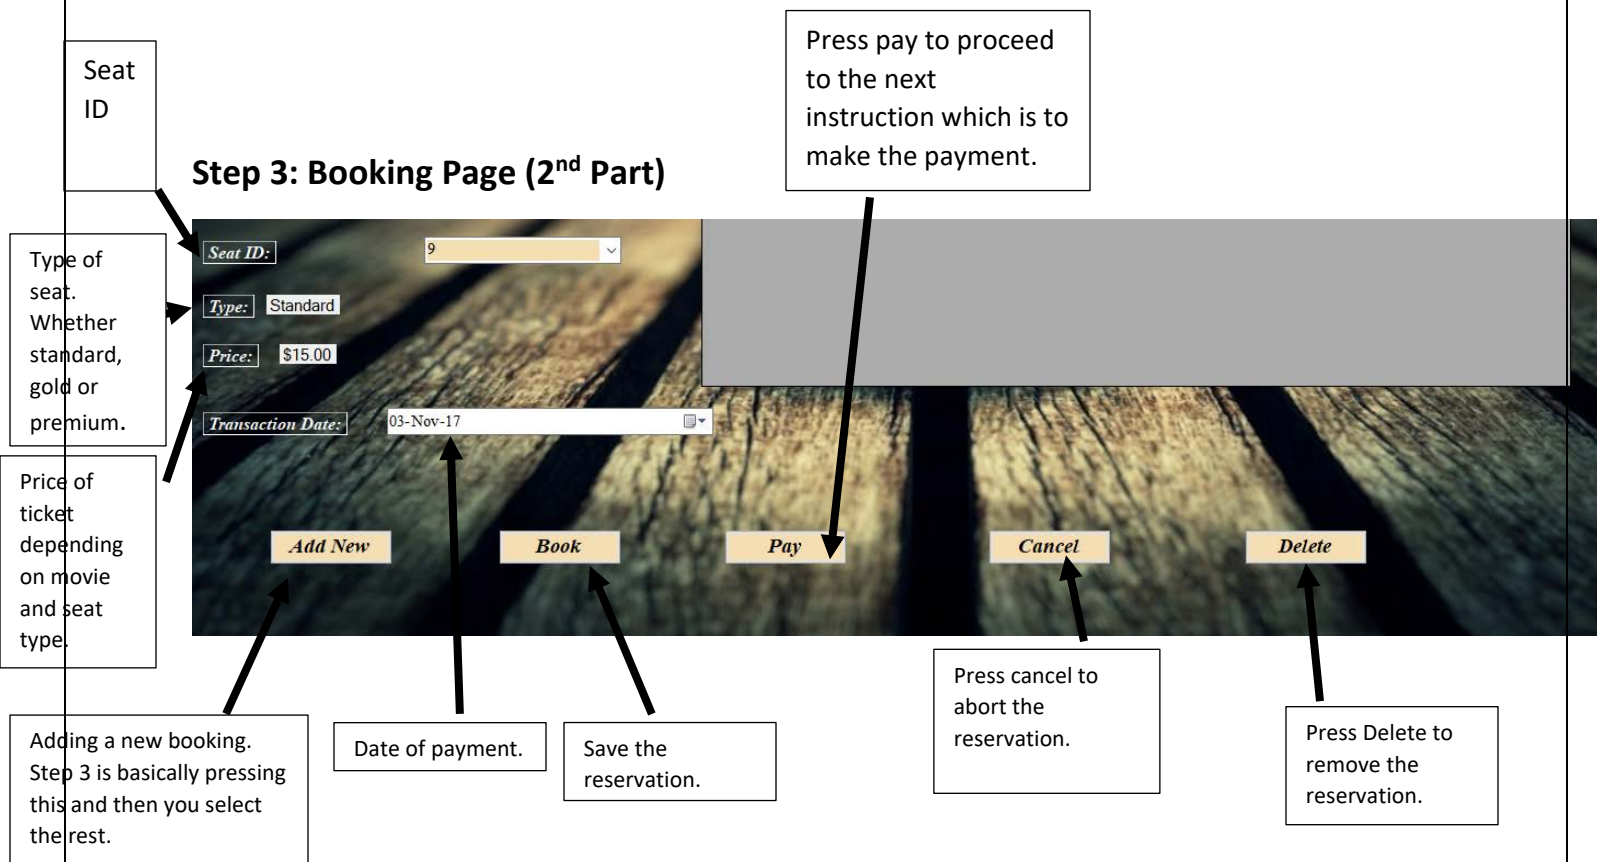 Press pay to proceed
to the next
instruction which is to
make the payment.
Seat
ID
Step 3: Booking Page (2nd Part)
Type of
seat.
Whether
standard,
gold or
premium.
Price of
ticket
depending
on movie
and seat
type.
Seat ID:
9
Type:
Standard
Price:
$15.00
Transaction Date:
03-Nov-17
Add New
Book
Pay
Cancel
Delete
Adding a new booking.
Step 3 is basically pressing
this and then you select
the rest.
Date of payment.
Save the
reservation.
Press cancel to
abort the
reservation.
Press Delete to
remove the
reservation.